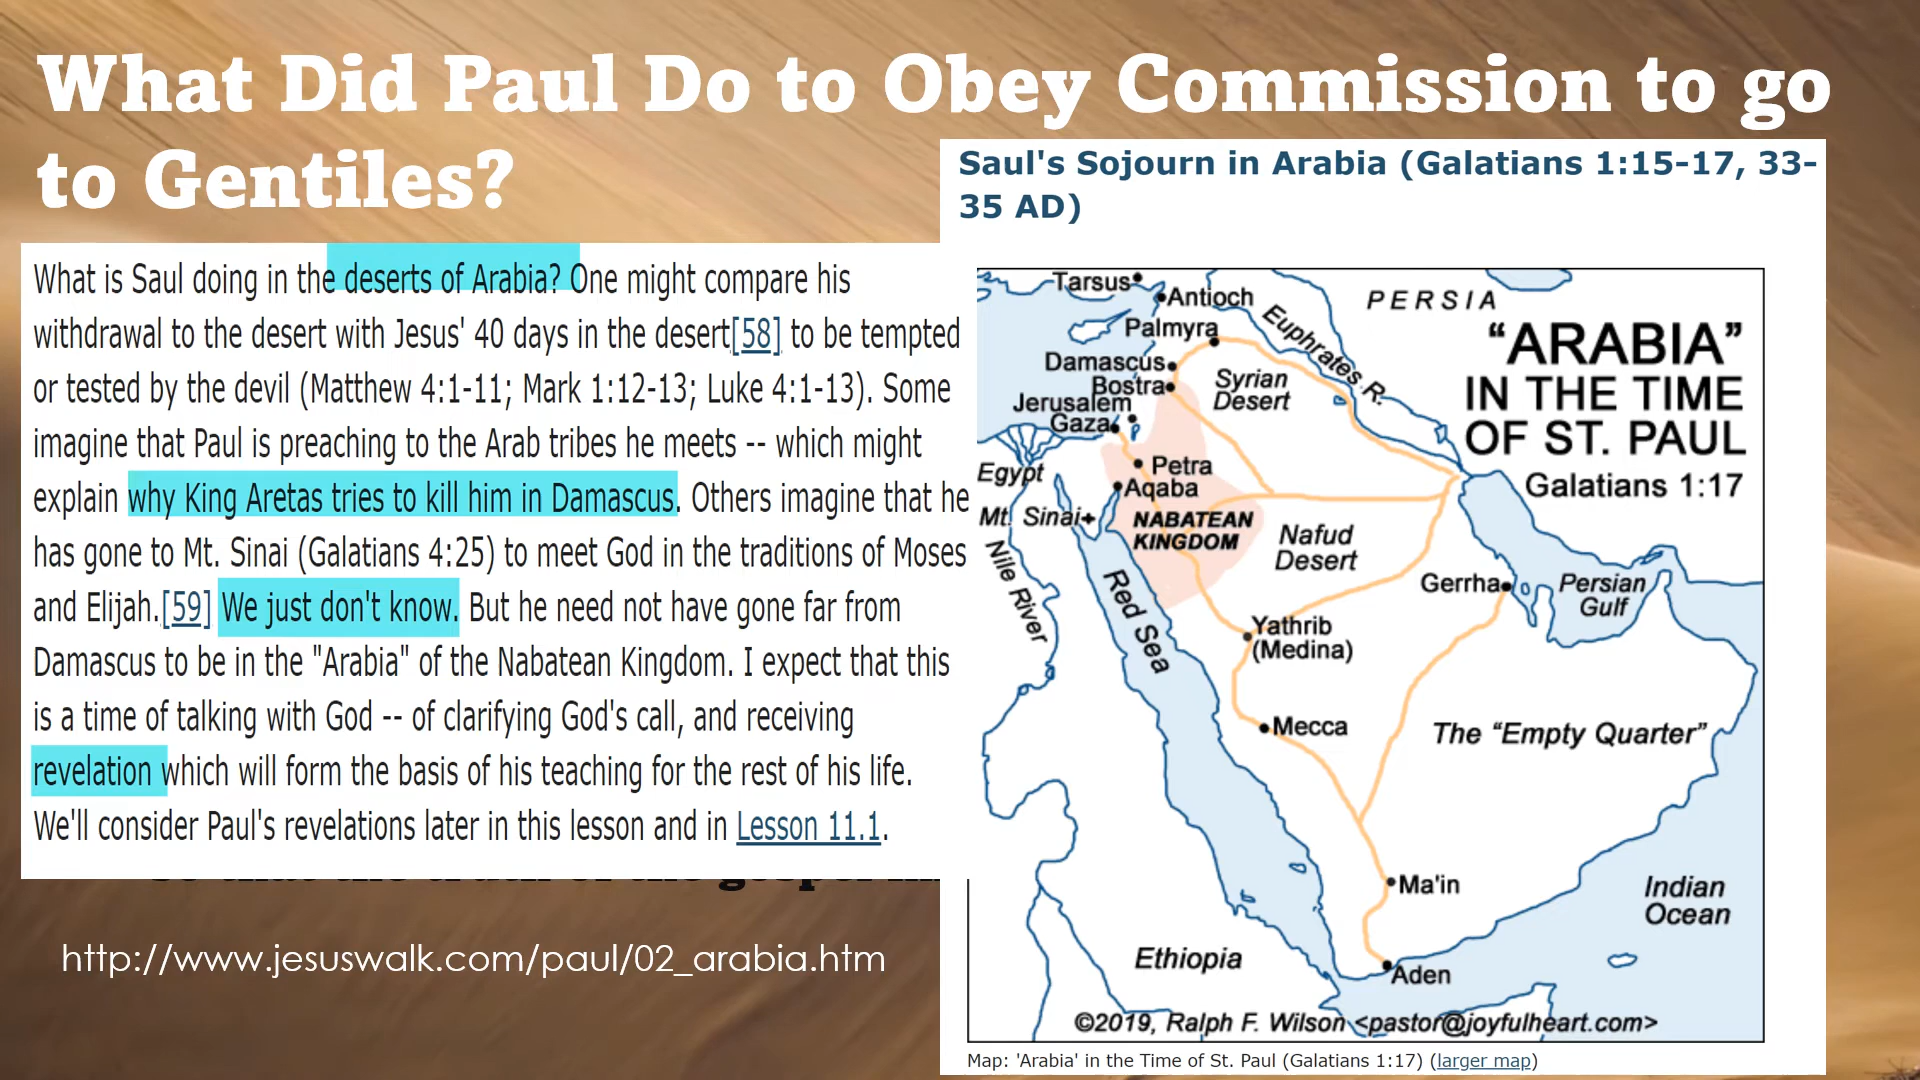 What Did Paul Do to Obey Commission to go
to Gentiles?
What is Saul doing in the deserts of Arabia? One might compare his
withdrawal to the desert with Jesus' 40 days in the desert[58] to be tempted
or tested by the devil (Matthew 4:1-11; Mark 1:12-13; Luke 4:1-13). Some
imagine that Paul is preaching to the Arab tribes he meets -- which might
explain why King Aretas tries to kill him in Damascus. Others imagine that he
has gone to Mt. Sinai (Galatians 4:25) to meet God in the traditions of Moses
and Elijah.[59] We just don't know. But he need not have gone far from
Damascus to be in the "Arabia" of the Nabatean Kingdom. I expect that this
is a time of talking with God -- of clarifying God's call, and receiving
revelation which will form the basis of his teaching for the rest of his life.
We'll consider Paul's revelations later in this lesson and in Lesson 11.1.
so that the truth of the gospel
http://www.jesuswalk.com/paul/02_arabia.htm
Saul's Sojourn in Arabia (Galatians 1:15-17, 33-
35 AD)
Tarsus
Antioch
PERSIA
Palmyra
Euphrates R.
"ARABIA"
IN THE TIME
OF ST. PAUL
Galatians 1:17
Damascus
Bostra
Syrian
Desert
Jerusalem
Gaza
Egypt
Petra
Aqaba
Mt. Sinai
NABATEAN
KINGDOM
Nafud
Desert
Nile River
Red Sea
Gerrha
Persian
Gulf
Yathrib
(Medina)
Mecca
The "Empty Quarter"
Ma'in
Indian
Ocean
Ethiopia
Aden
©2019, Ralph F. Wilson <pastor@joyfulheart.com>
Map: 'Arabia' in the Time of St. Paul (Galatians 1:17) (larger map)